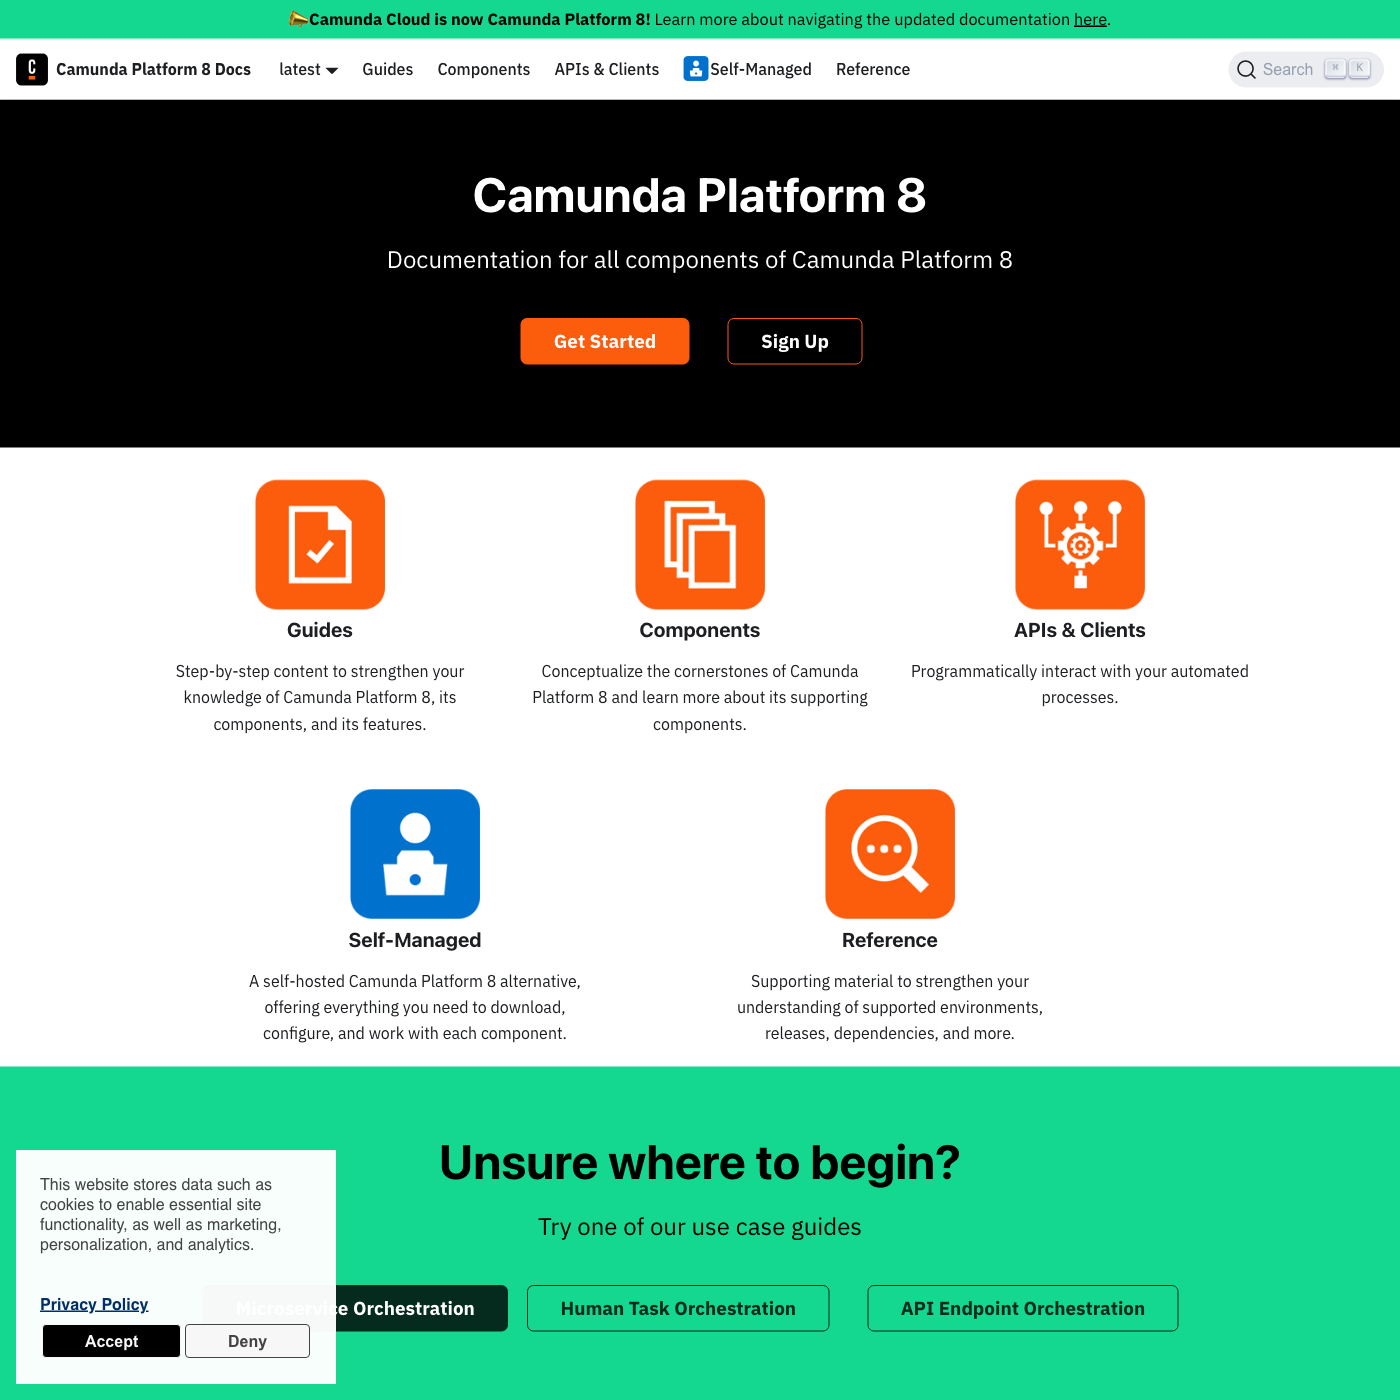 Camunda Cloud is now Camunda Platform 8! Learn more about navigating the updated documentation here.
C Camunda Platform 8 Docs latest Guides Components APIs & Clients Self-Managed Reference Search ⌘ K
Camunda Platform 8
Documentation for all components of Camunda Platform 8
Get Started Sign Up
Guides
Step-by-step content to strengthen your
knowledge of Camunda Platform 8, its
components, and its features.
Components
Conceptualize the cornerstones of Camunda
Platform 8 and learn more about its supporting
components.
APIs & Clients
Programmatically interact with your automated
processes.
Self-Managed
A self-hosted Camunda Platform 8 alternative,
offering everything you need to download,
configure, and work with each component.
Reference
Supporting material to strengthen your
understanding of supported environments,
releases, dependencies, and more.
Unsure where to begin?
Try one of our use case guides
Microservice Orchestration Human Task Orchestration API Endpoint Orchestration
This website stores data such as
cookies to enable essential site
functionality, as well as marketing,
personalization, and analytics.
Privacy Policy
Accept Deny